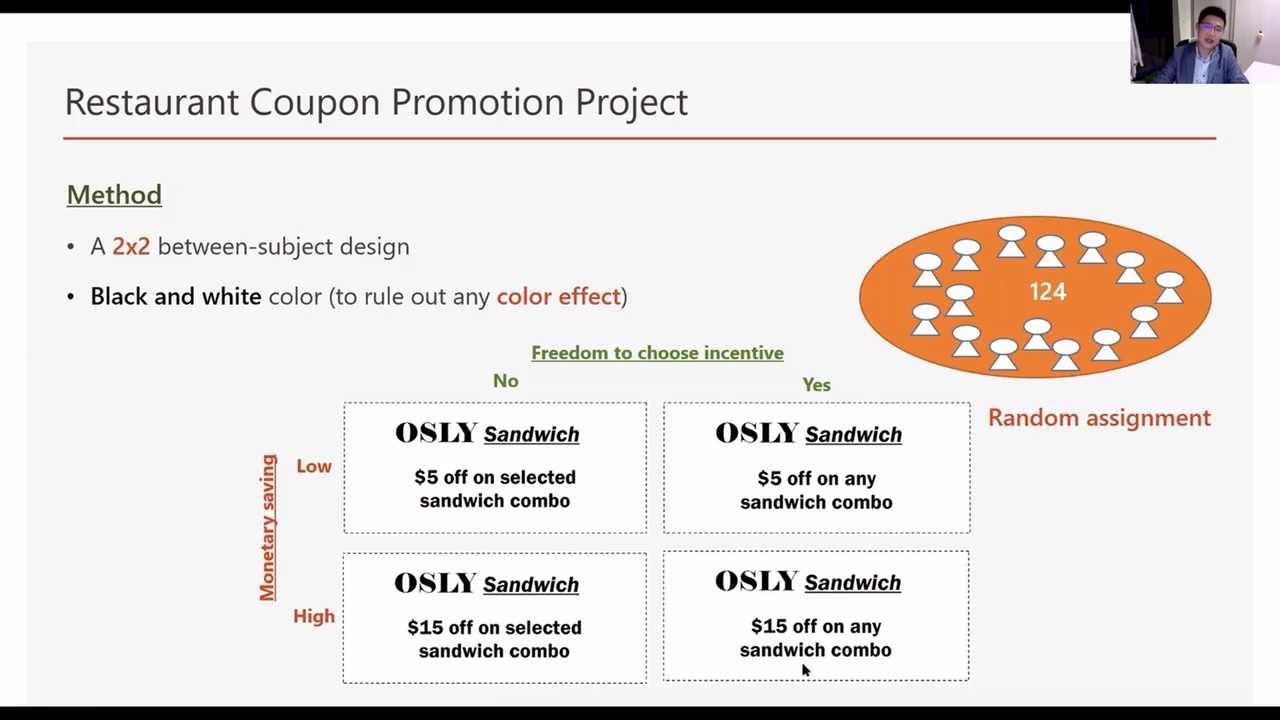 Restaurant Coupon Promotion Project
Method
• A 2x2 between-subject design
• Black and white color (to rule out any color effect)
124
Random assignment
Freedom to choose incentive
No
Yes
Monetary saving
Low
OSLY Sandwich
$5 off on selected
sandwich combo
OSLY Sandwich
$5 off on any
sandwich combo
High
OSLY Sandwich
$15 off on selected
sandwich combo
OSLY Sandwich
$15 off on any
sandwich combo